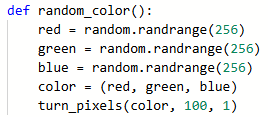 def random_color():
    red = random.randrange(256)
    green = random.randrange(256)
    blue = random.randrange(256)
    color = (red, green, blue)
    turn_pixels(color, 100, 1)